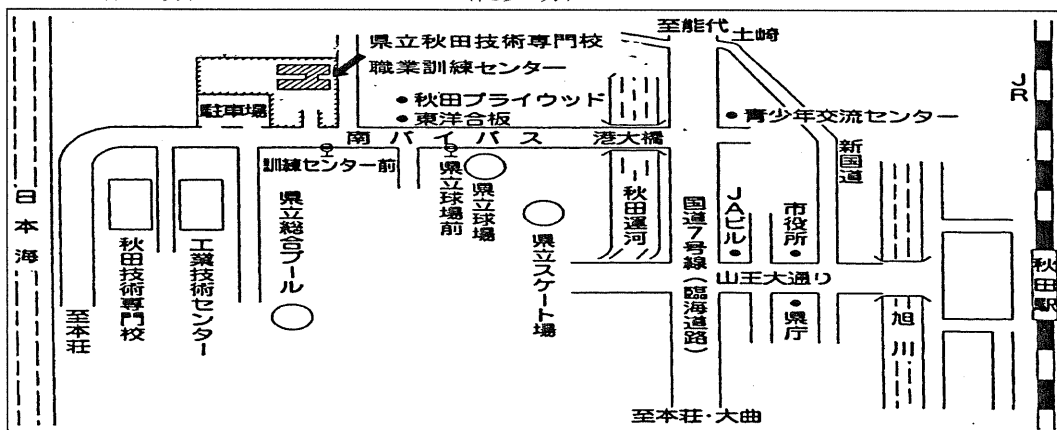 至能代
土崎
県立秋田技術専門校
職業訓練センター
JR
駐車場
秋田プライウッド
東洋合板
青少年交流センター
南バイパス
港大橋
新国道
訓練センター前
県立球場前
県立球場
日本海
秋田運河
国道7号線(臨海道路)
JAビル
市役所
県立総合プール
県立スケート場
秋田技術専門校
工業技術センター
山王大通り
秋田駅
県庁
旭川
至本荘
至本荘・大曲